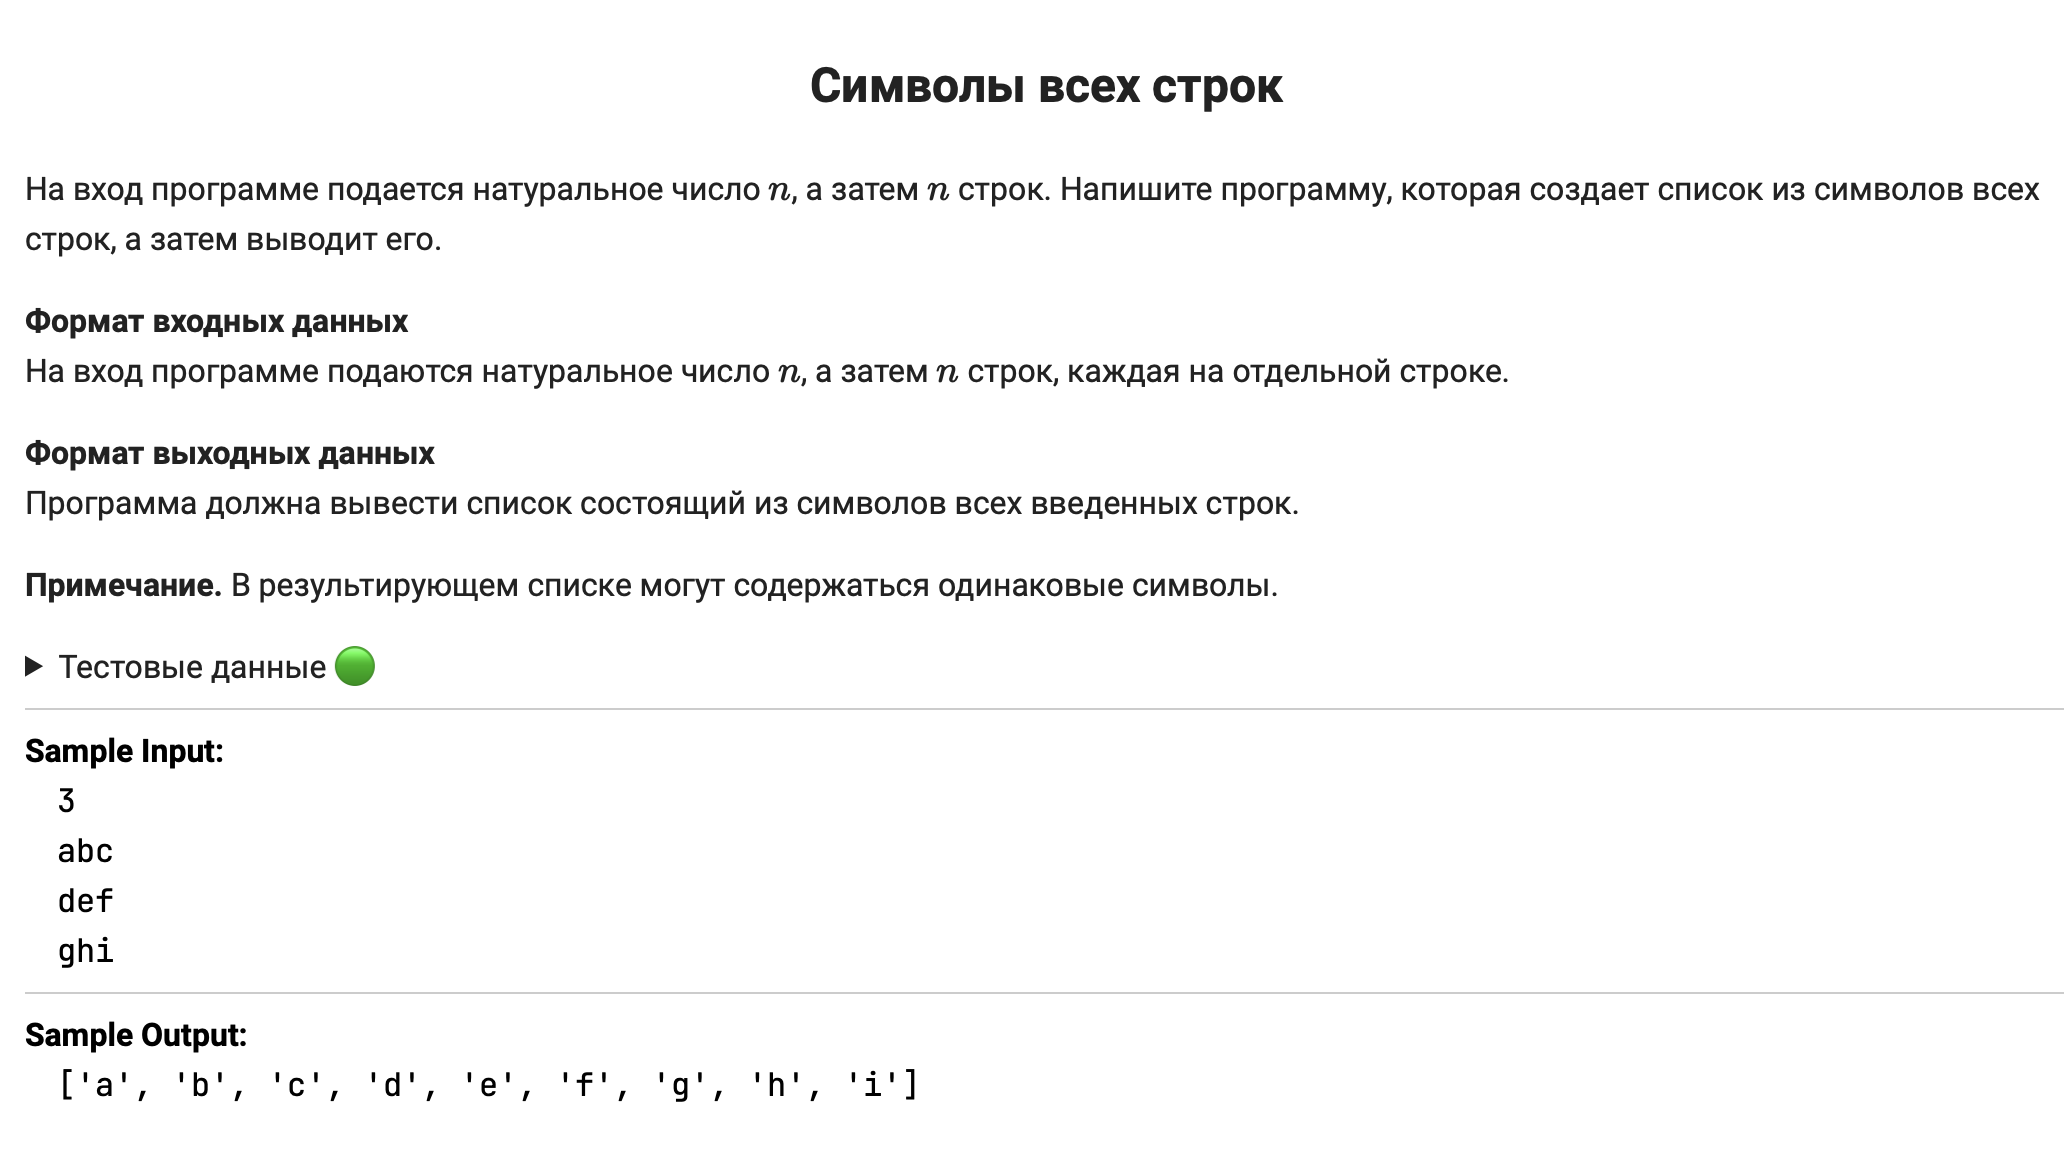 Символы всех строк
На вход программе подается натуральное число n, а затем n строк. Напишите программу, которая создает список из символов всех
строк, а затем выводит его.
Формат входных данных
На вход программе подаются натуральное число n, а затем n строк, каждая на отдельной строке.
Формат выходных данных
Программа должна вывести список состоящий из символов всех введенных строк.
Примечание. В результирующем списке могут содержаться одинаковые символы.
Тестовые данные
Sample Input:
3
abc
def
ghi
Sample Output:
['a', 'b', 'c', 'd', 'e', 'f', 'g', 'h', 'i']